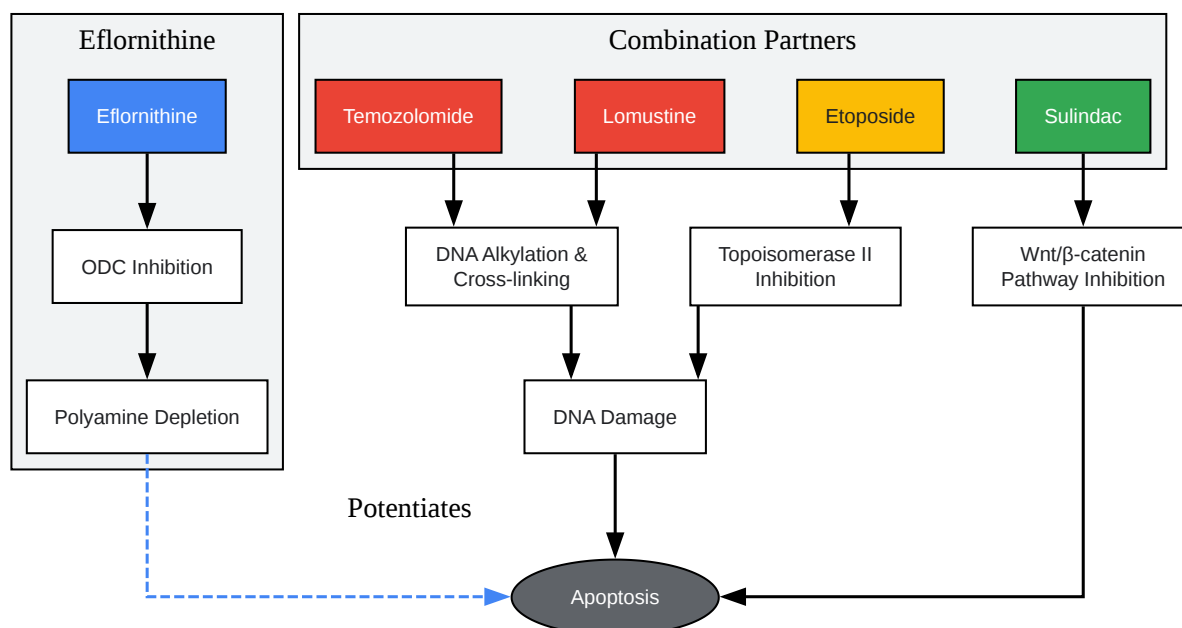 Eflornithine
Combination Partners
Eflornithine
Temozolomide
Lomustine
Etoposide
Sulindac
ODC Inhibition
DNA Alkylation &
Cross-linking
Topoisomerase II
Inhibition
Wnt/β-catenin
Pathway Inhibition
Polyamine Depletion
DNA Damage
Potentiates
Apoptosis